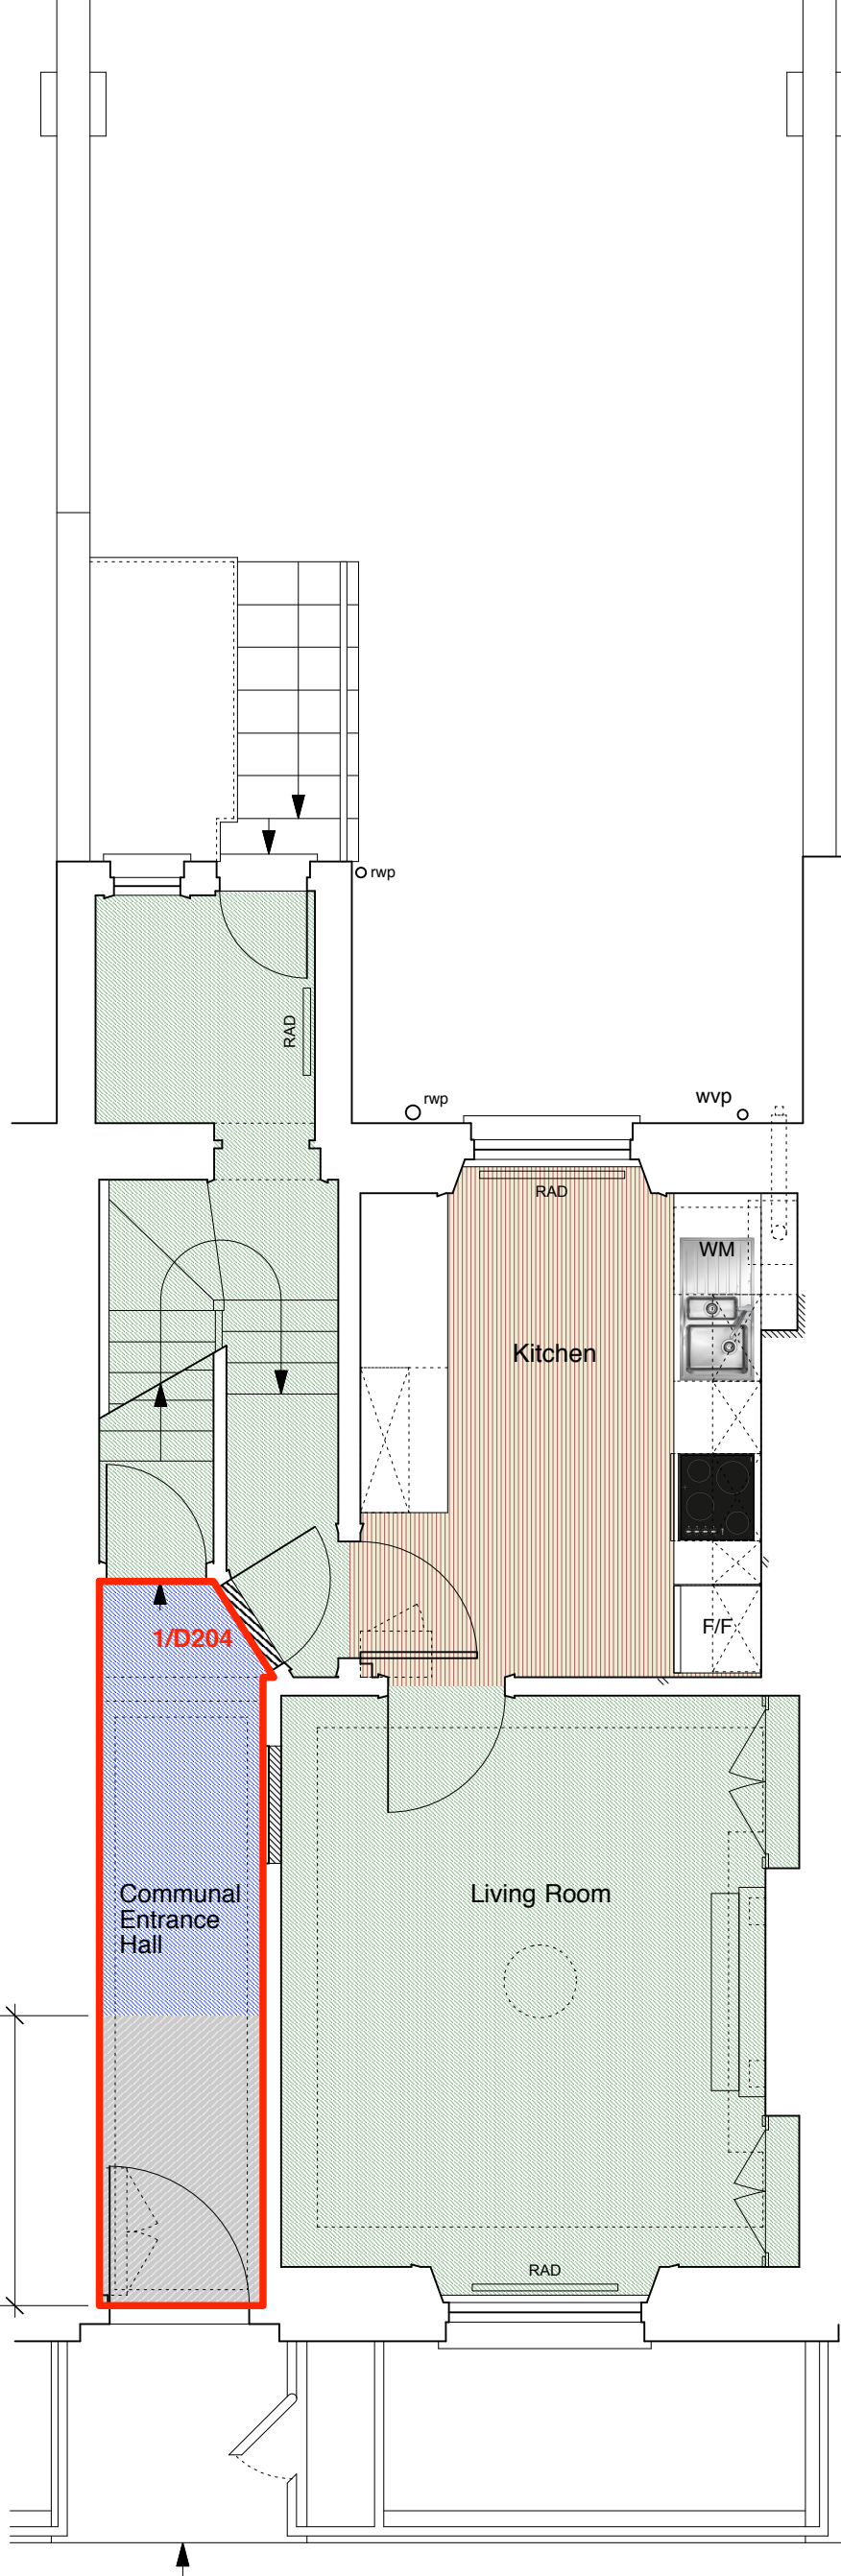 rwp
RAD
rwp
wvp
RAD
WM
Kitchen
F/F
1/D204
Communal
Entrance
Hall
Living Room
RAD